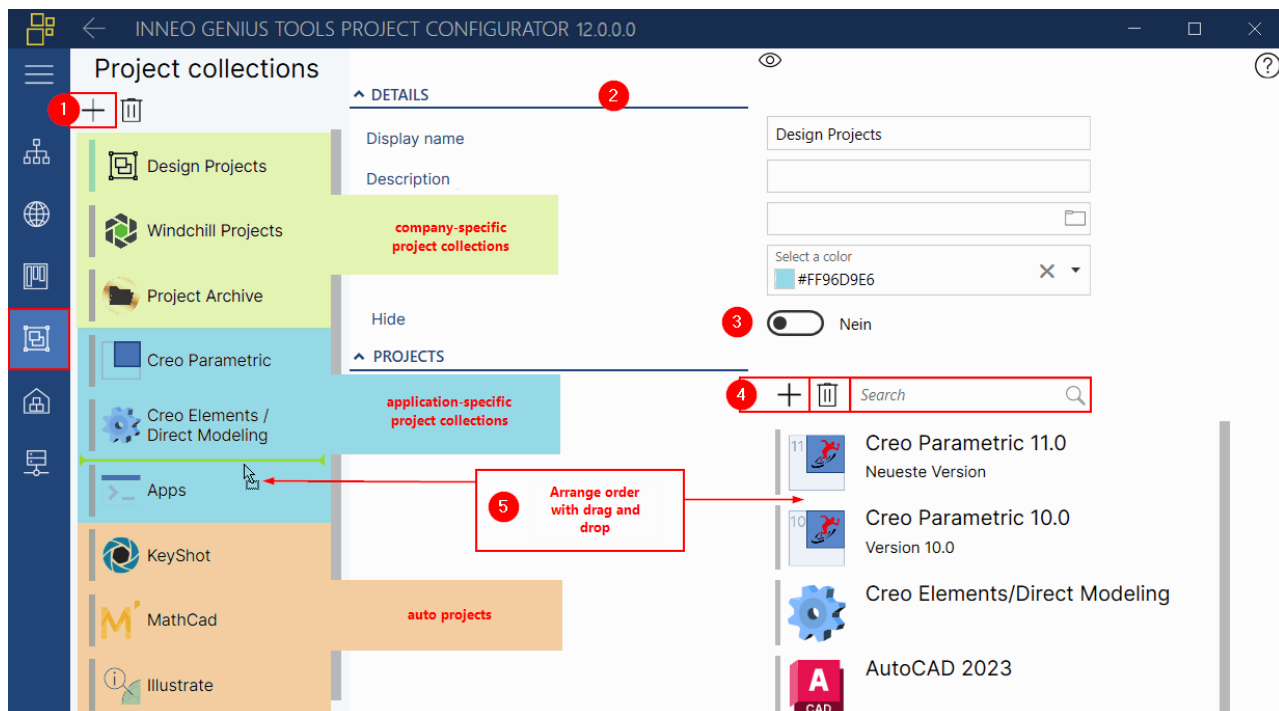 INNEO GENIUS TOOLS PROJECT CONFIGURATOR 12.0.0.0
Project collections
1
Design Projects
Windchill Projects
Project Archive
Creo Parametric
Creo Elements /
Direct Modeling
Apps
KeyShot
MathCad
Illustrate
company-specific
project collections
application-specific
project collections
auto projects
DETAILS
2
Display name
Design Projects
Description
Select a color
#FF96D9E6
Hide
3
Nein
PROJECTS
4
Search
5
Arrange order
with drag and
drop
11
Creo Parametric 11.0
Neueste Version
10
Creo Parametric 10.0
Version 10.0
Creo Elements/Direct Modeling
A
CAD
AutoCAD 2023